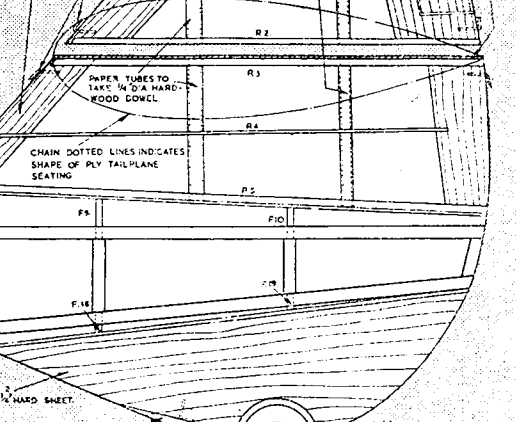 R2
R3
PAPER TUBES TO
TAKE ¼" DIA HARD-
WOOD DOWEL
R4
CHAIN DOTTED LINES INDICATES
SHAPE OF PLY TAILPLANE
SEATING
R5
F9
F10
F.18
F.19
HARD SHEET